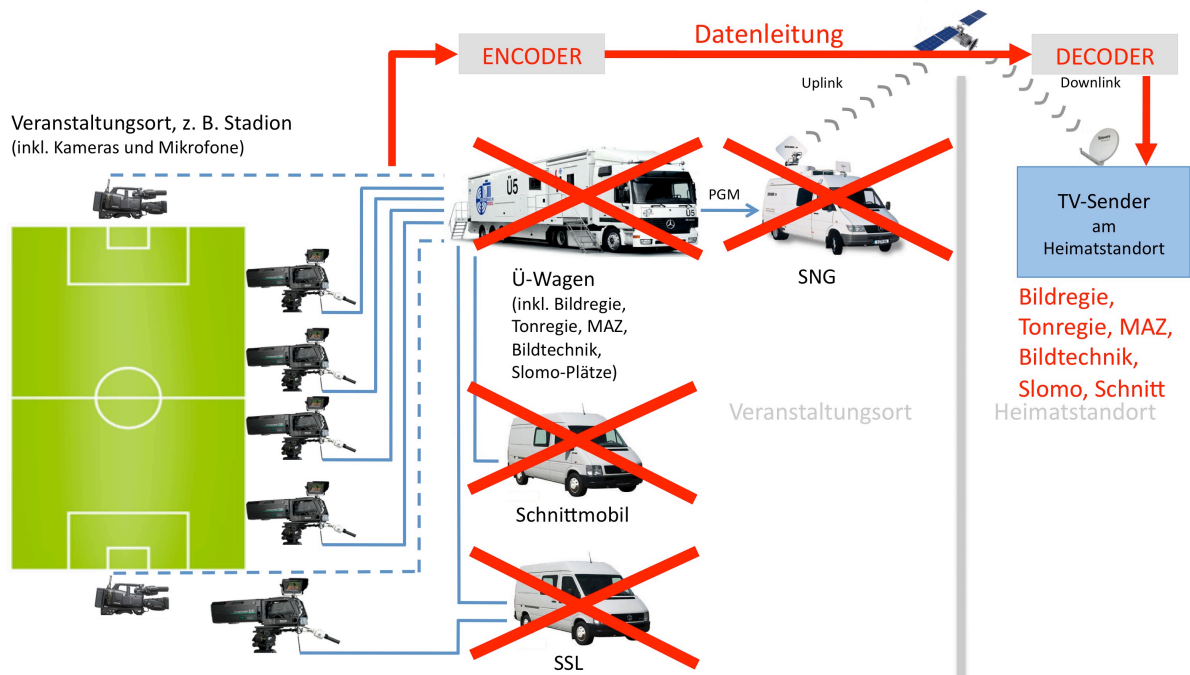 Datenleitung
ENCODER
DECODER
Uplink
Downlink
Veranstaltungsort, z. B. Stadion
(inkl. Kameras und Mikrofone)
Ü5
Ü5
PGM
TV-Sender
am
Heimatstandort
Ü-Wagen
(inkl. Bildregie,
Tonregie, MAZ,
Bildtechnik,
Slomo-Plätze)
SNG
Bildregie,
Tonregie, MAZ,
Bildtechnik,
Slomo, Schnitt
Veranstaltungsort
Heimatstandort
Schnittmobil
SSL